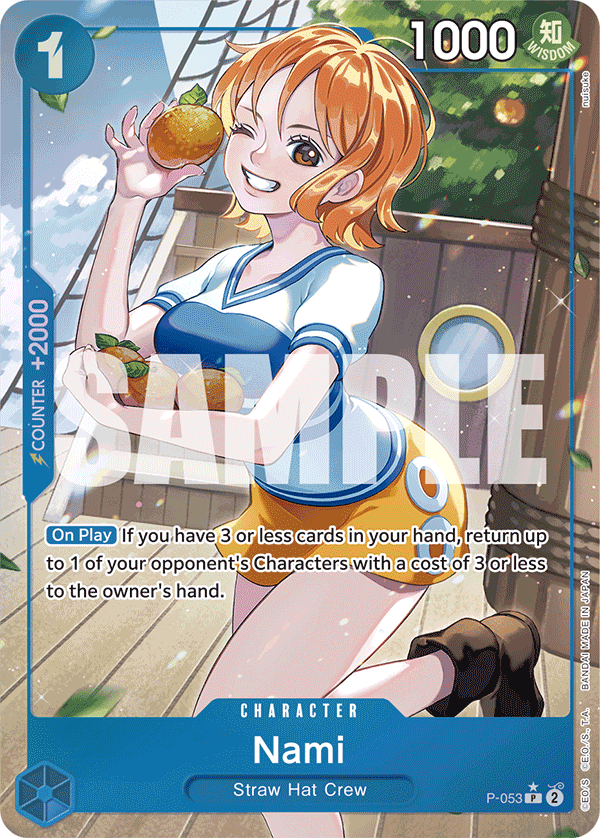 1
1000
知
WISDOM
nutsuke
COUNTER +2000
SAMPLE
On Play If you have 3 or less cards in your hand, return up
to 1 of your opponent's Characters with a cost of 3 or less
to the owner's hand.
CHARACTER
Nami
Straw Hat Crew
P-053 P 2
©EO/S ©E.O./S., T.A. BANDAI MADE IN JAPAN